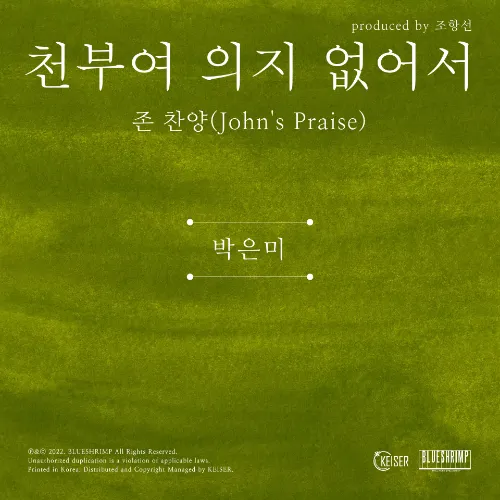 produced by 조항선
천부여 의지 없어서
존 찬양(John's Praise)
박은미
℗&© 2022. BLUESHRIMP All Rights Reserved.
Unauthorized duplication is a violation of applicable laws.
Printed in Korea. Distributed and Copyright Managed by KEISER.
KEISER
BLUESHRIMP